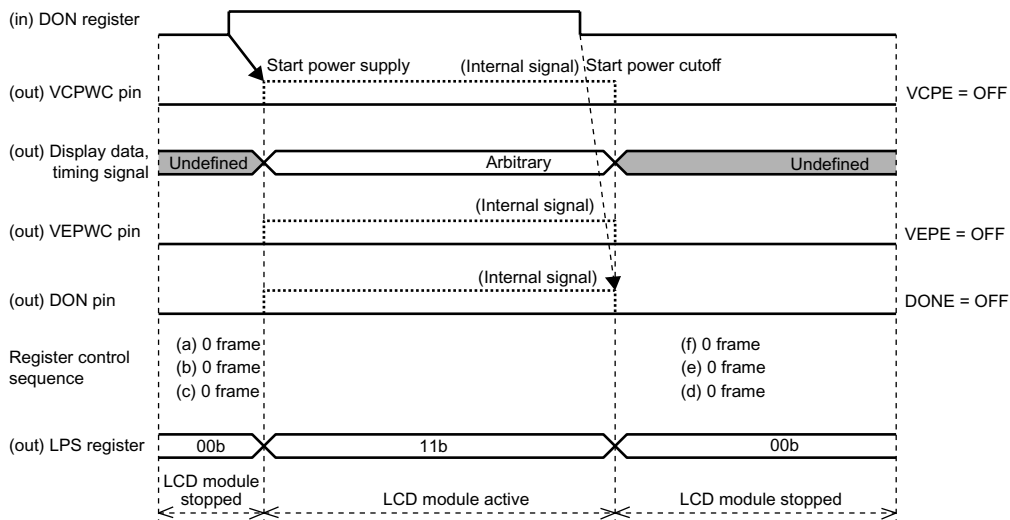 (in) DON register
Start power supply
(Internal signal)
Start power cutoff
(out) VCPWC pin
VCPE = OFF
(out) Display data,
timing signal
Undefined
Arbitrary
Undefined
(Internal signal)
(out) VEPWC pin
VEPE = OFF
(Internal signal)
(out) DON pin
DONE = OFF
Register control
sequence
(a) 0 frame
(b) 0 frame
(c) 0 frame
(f) 0 frame
(e) 0 frame
(d) 0 frame
(out) LPS register
00b
11b
00b
LCD module
stopped
LCD module active
LCD module stopped